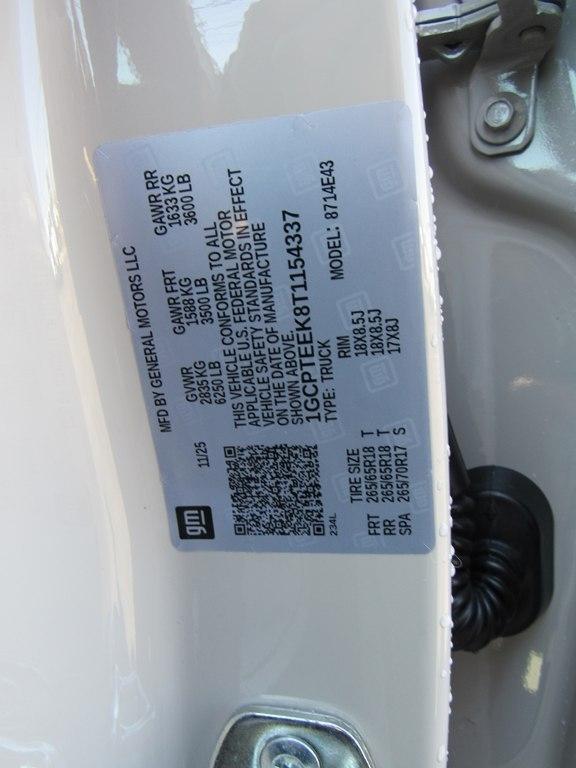 MFD BY GENERAL MOTORS LLC
11/25 GVWR GAWR FRT GAWR RR
2835 KG 1588 KG 1633 KG
6250 LB 3500 LB 3600 LB
THIS VEHICLE CONFORMS TO ALL
APPLICABLE U.S. FEDERAL MOTOR
VEHICLE SAFETY STANDARDS IN EFFECT
ON THE DATE OF MANUFACTURE
SHOWN ABOVE.
1GCPTEEK8T1154337
TYPE: TRUCK MODEL: 8714E43
gm
234L
TIRE SIZE RIM
FRT 265/65R18 T 18X8.5J
RR 265/65R18 T 18X8.5J
SPA 265/70R17 S 17X8J